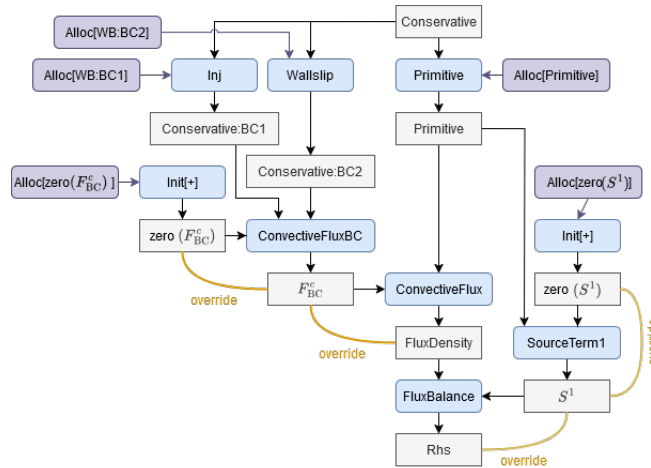 Conservative
Alloc[WB:BC2]
Alloc[WB:BC1]
Inj
Wallslip
Primitive
Alloc[Primitive]
Conservative:BC1
Primitive
Conservative:BC2
Alloc[zero(F^c_BC) ]
Init[+]
Alloc[zero(S^1)]
zero (F^c_BC)
ConvectiveFluxBC
Init[+]
override
F^c_BC
ConvectiveFlux
zero (S^1)
override
override
FluxDensity
SourceTerm1
FluxBalance
S^1
Rhs
override